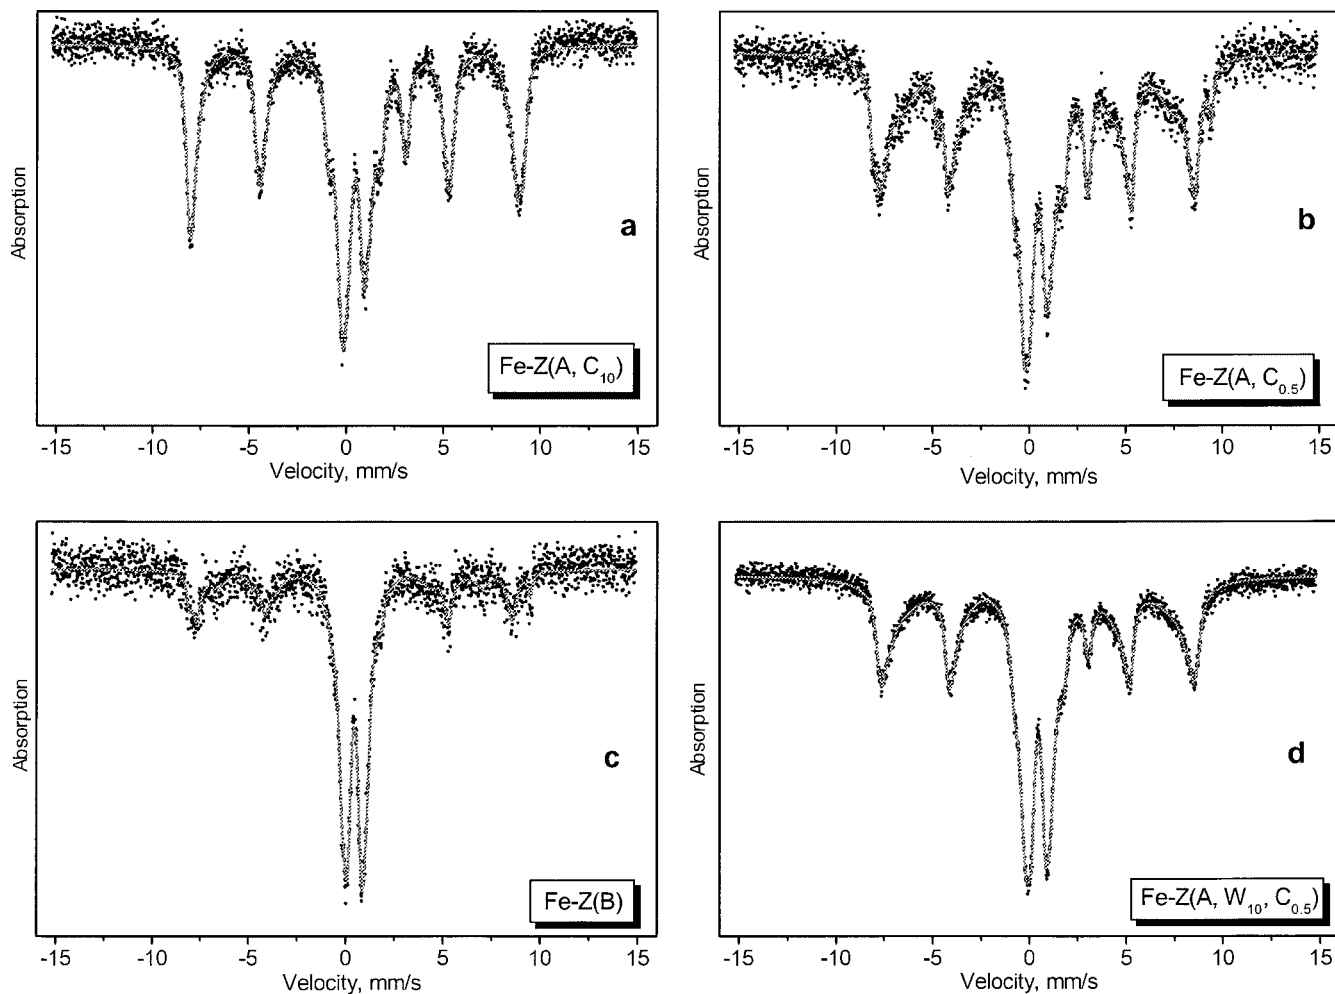 Absorption
a
Fe-Z(A, C10)
-15 -10 -5 0 5 10 15
Velocity, mm/s
Absorption
b
Fe-Z(A, C0.5)
-15 -10 -5 0 5 10 15
Velocity, mm/s
Absorption
c
Fe-Z(B)
-15 -10 -5 0 5 10 15
Velocity, mm/s
Absorption
d
Fe-Z(A, W10, C0.5)
-15 -10 -5 0 5 10 15
Velocity, mm/s